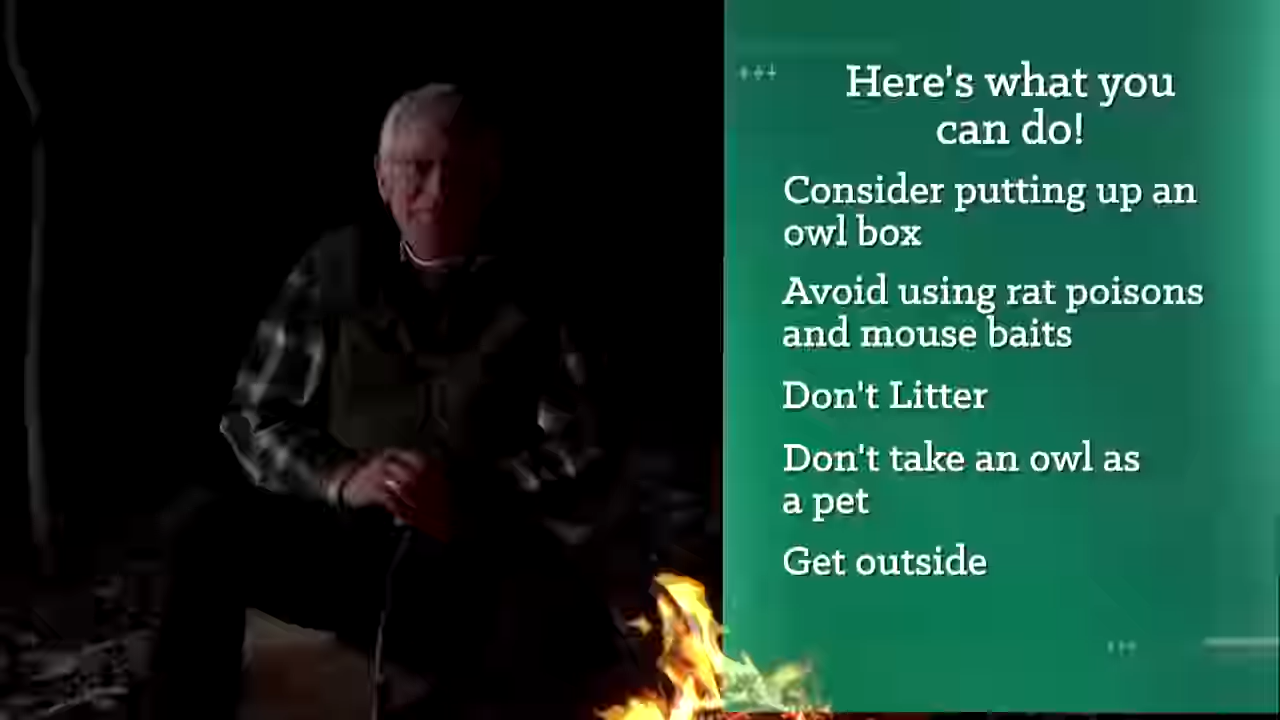 Here's what you
can do!
Consider putting up an
owl box
Avoid using rat poisons
and mouse baits
Don't Litter
Don't take an owl as
a pet
Get outside